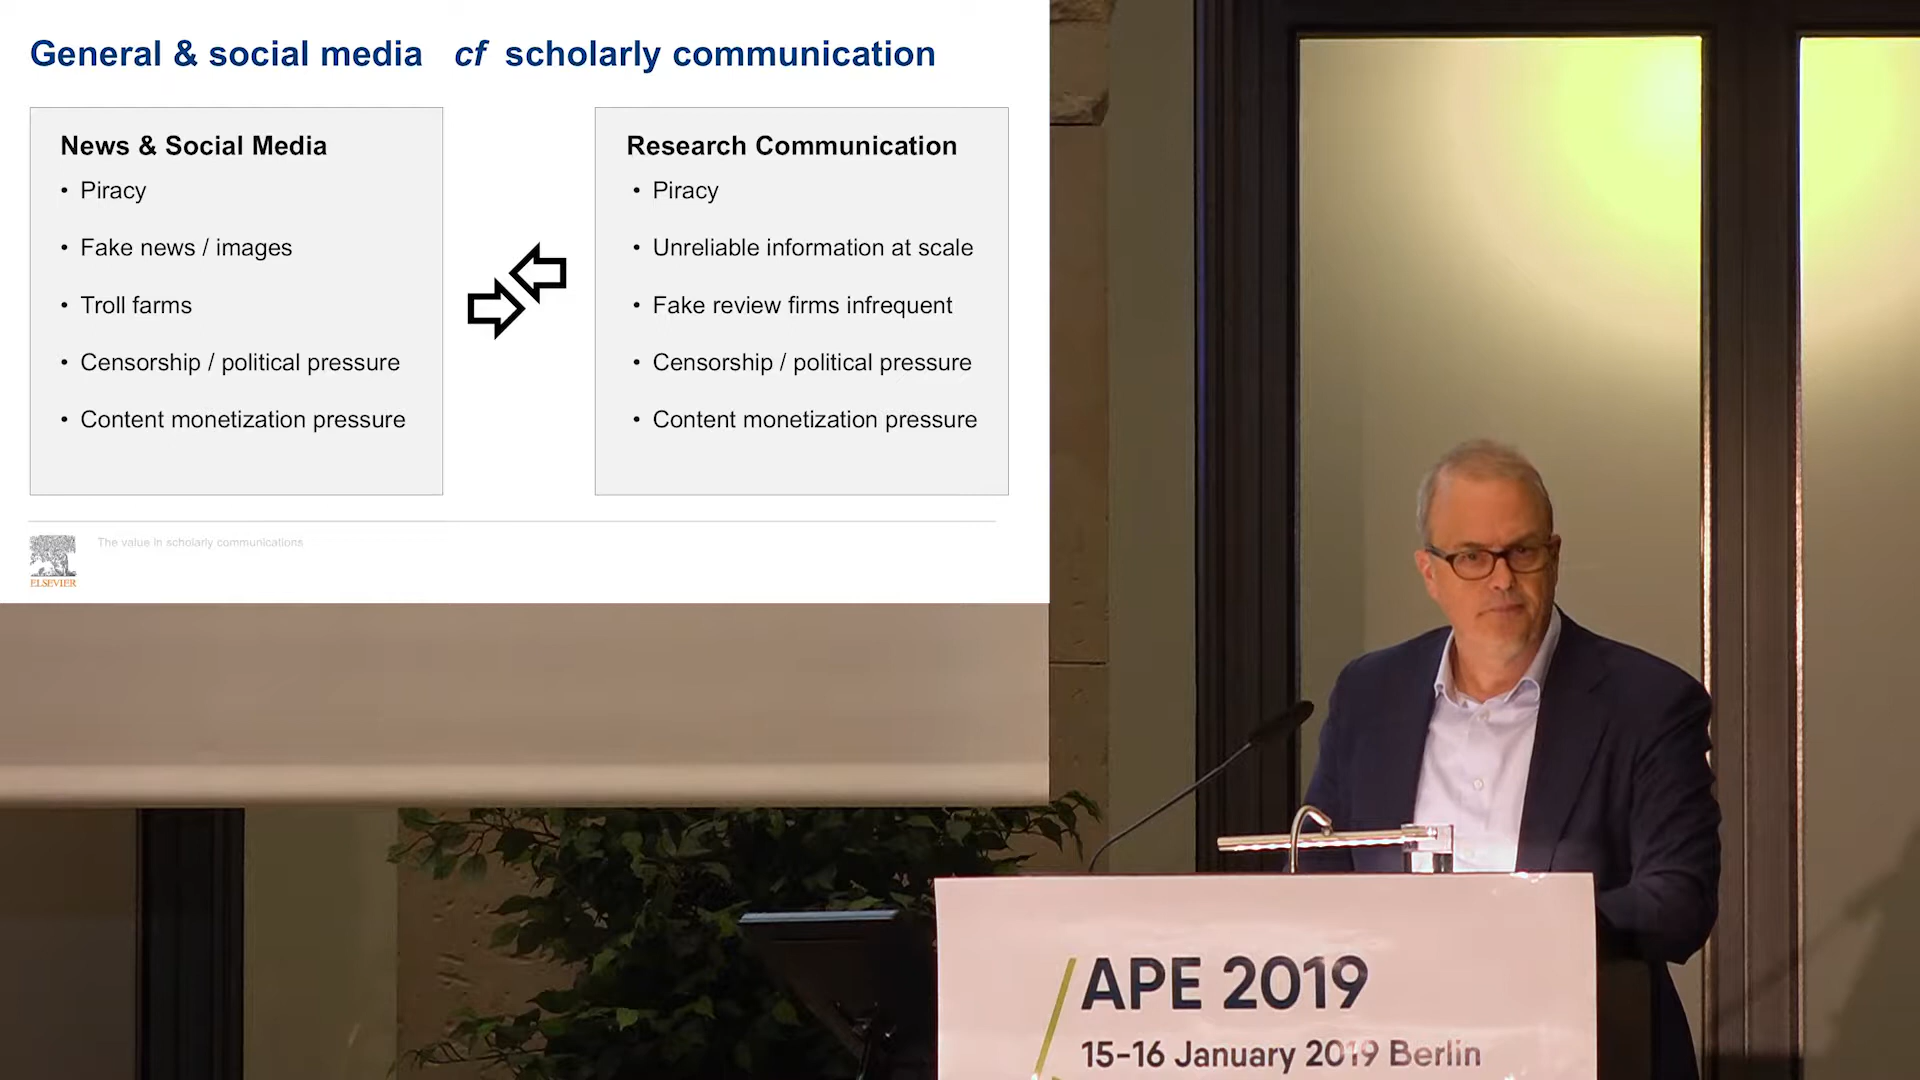 General & social media cf scholarly communication
News & Social Media
• Piracy
• Fake news / images
• Troll farms
• Censorship / political pressure
• Content monetization pressure
Research Communication
• Piracy
• Unreliable information at scale
• Fake review firms infrequent
• Censorship / political pressure
• Content monetization pressure
ELSEVIER
The value in scholarly communications
APE 2019
15-16 January 2019 Berlin